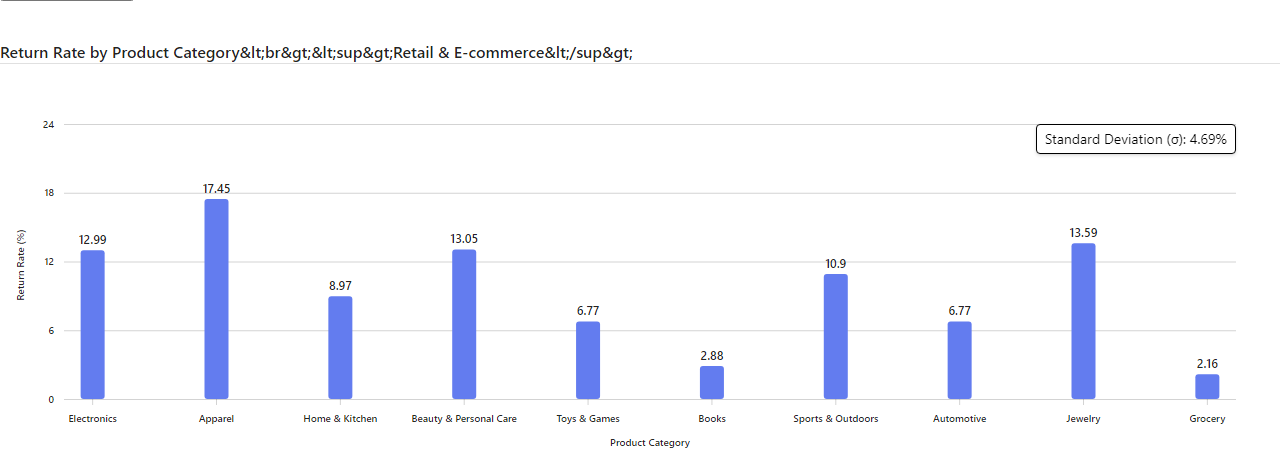 Return Rate by Product Category&lt;br&gt;&lt;sup&gt;Retail & E-commerce&lt;/sup&gt;
Standard Deviation (σ): 4.69%
Return Rate (%)
24
18
12
6
0
12.99
17.45
8.97
13.05
6.77
2.88
10.9
6.77
13.59
2.16
Electronics
Apparel
Home & Kitchen
Beauty & Personal Care
Toys & Games
Books
Sports & Outdoors
Automotive
Jewelry
Grocery
Product Category